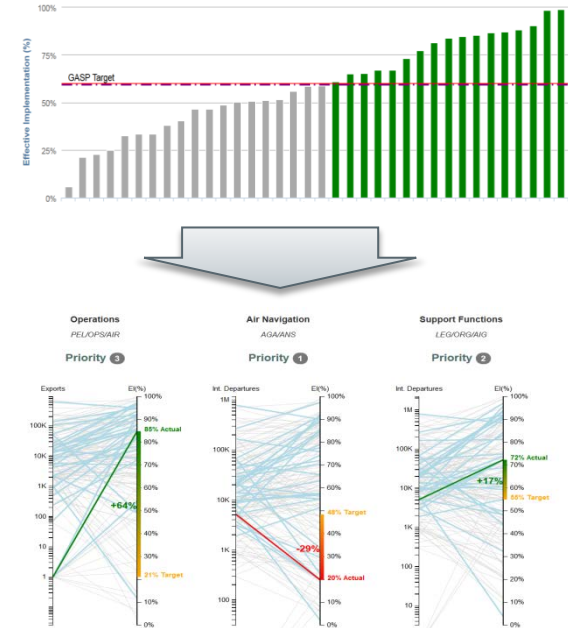 100%
75%
50%
25%
0%
Effective Implementation (%)
GASP Target
Operations
PEL/OPS/AIR
Priority 3
Exports
EI(%)
100K
10K
1K
100
10
1
100%
90%
85% Actual
80%
70%
60%
+64%
50%
40%
30%
21% Target
10%
0%
Air Navigation
AGA/ANS
Priority 1
Int. Departures
EI(%)
1M
100K
10K
1K
100
100%
90%
80%
70%
60%
48% Target
40%
-29%
30%
20% Actual
10%
0%
Support Functions
LEG/ORG/AIG
Priority 2
Int. Departures
EI(%)
1M
100K
10K
1K
100
10
100%
90%
80%
72% Actual
70%
+17%
60%
55% Target
50%
40%
30%
20%
10%
0%